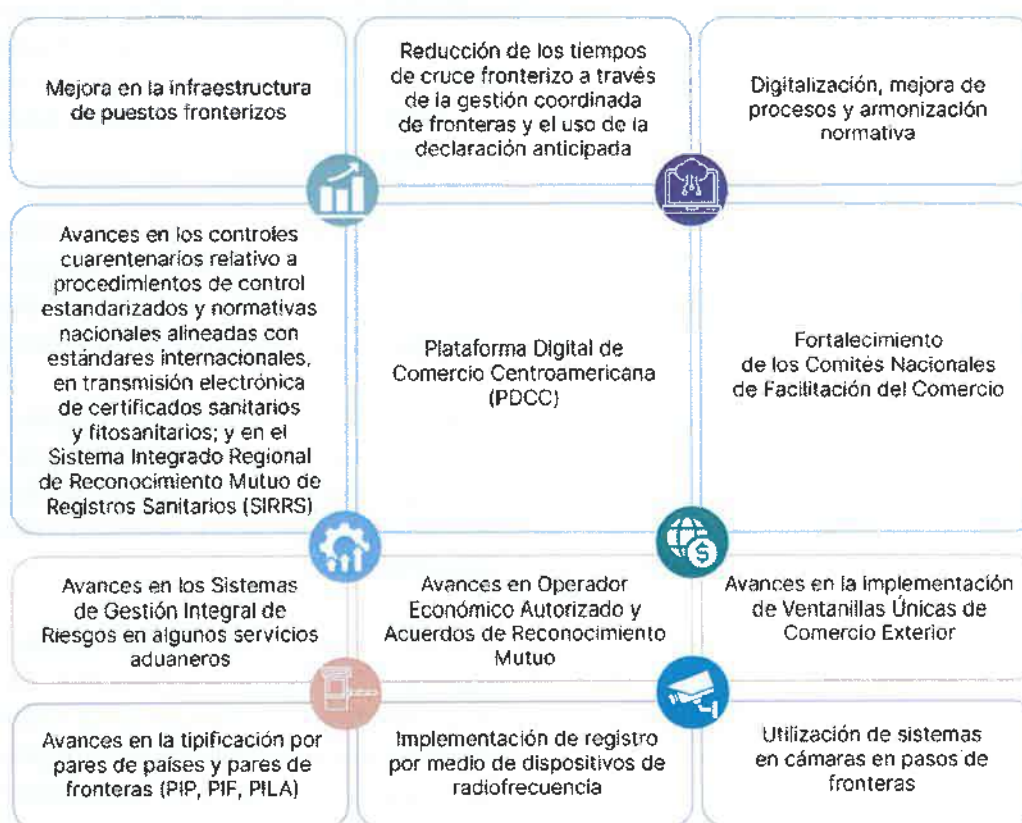 Mejora en la infraestructura
de puestos fronterizos
Reducción de los tiempos
de cruce fronterizo a través
de la gestión coordinada
de fronteras y el uso de la
declaración anticipada
Digitalización, mejora de
procesos y armonización
normativa
Avances en los controles
cuarentenarios relativo a
procedimientos de control
estandarizados y normativas
nacionales alineadas con
estándares internacionales,
en transmisión electrónica
de certificados sanitarios
y fitosanitarios; y en el
Sistema Integrado Regional
de Reconocimiento Mutuo de
Registros Sanitarios (SIRRS)
Plataforma Digital de
Comercio Centroamericana
(PDCC)
Fortalecimiento
de los Comités Nacionales
de Facilitación del Comercio
Avances en los Sistemas
de Gestión Integral de
Riesgos en algunos servicios
aduaneros
Avances en Operador
Económico Autorizado y
Acuerdos de Reconocimiento
Mutuo
Avances en la implementación
de Ventanillas Únicas de
Comercio Exterior
Avances en la tipificación por
pares de países y pares de
fronteras (PIP, PIF, PILA)
Implementación de registro
por medio de dispositivos de
radiofrecuencia
Utilización de sistemas
en cámaras en pasos de
fronteras